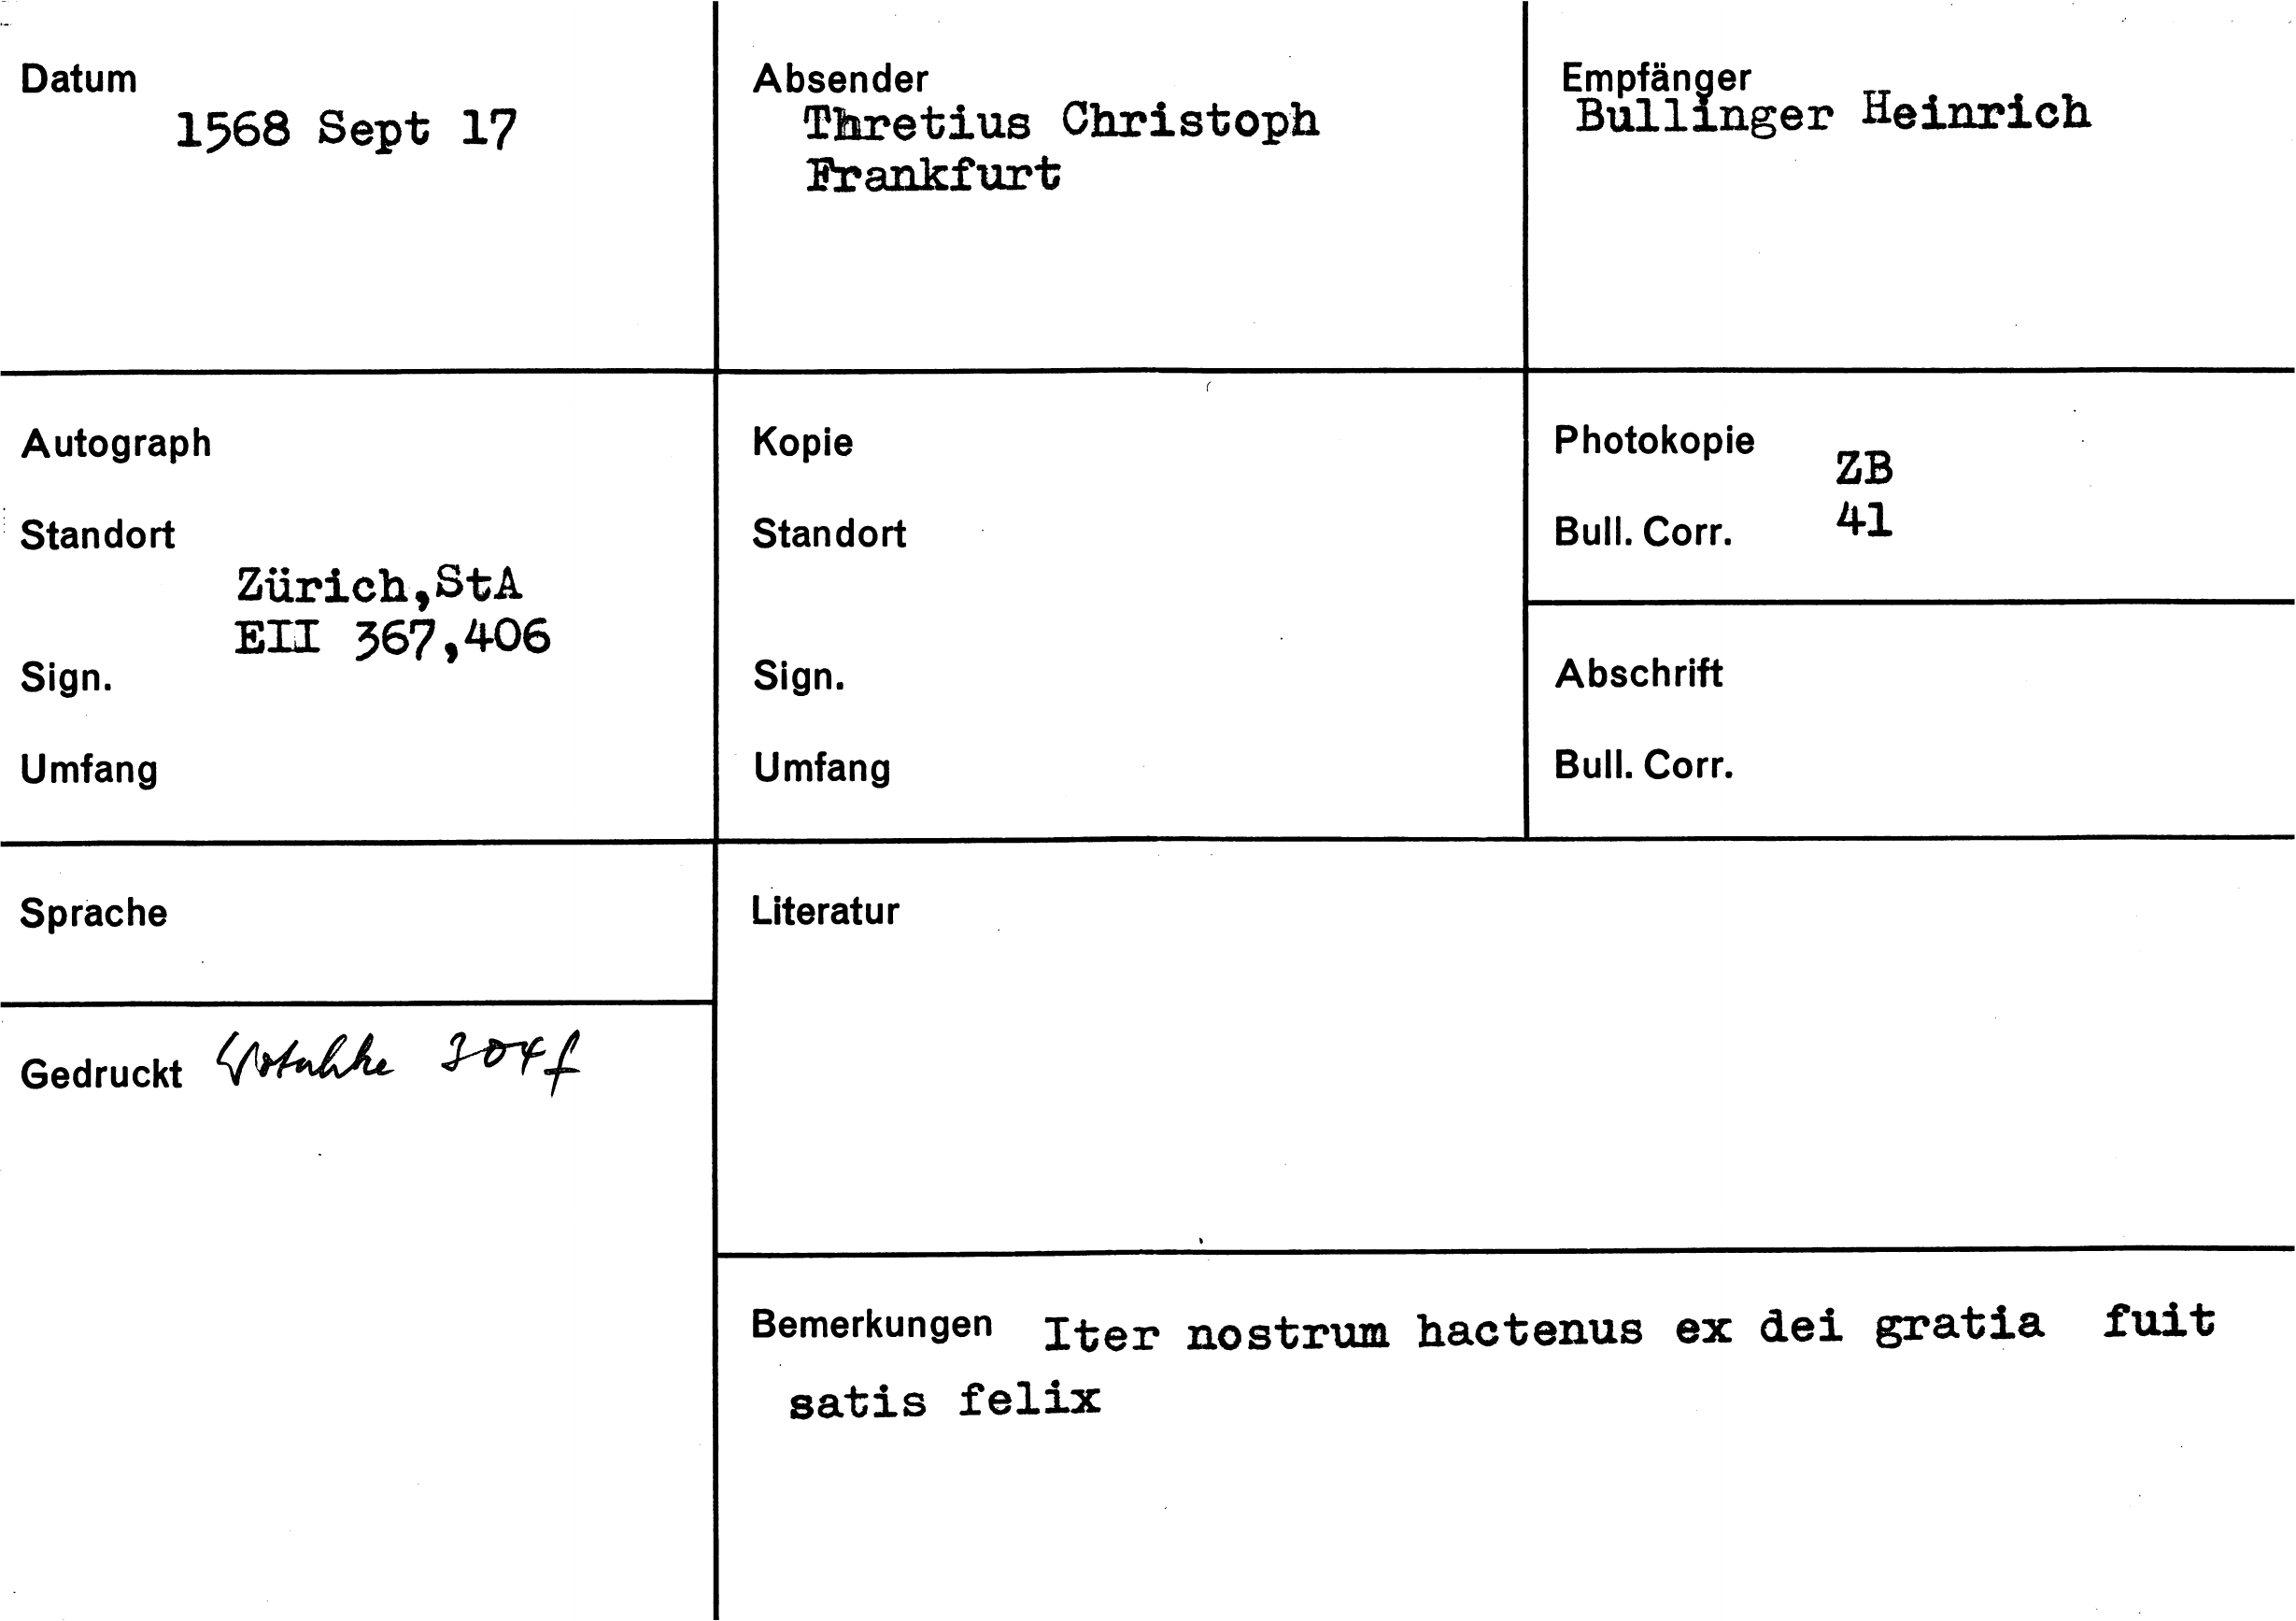 Datum
1568 Sept 17
Absender
Thretius Christoph
Frankfurt
Empfänger
Bullinger Heinrich
Autograph
Standort
Zürich,StA
EII 367,406
Sign.
Umfang
Kopie
Standort
Sign.
Umfang
Photokopie ZB
Bull. Corr. 41
Abschrift
Bull. Corr.
Sprache
Gedruckt Wotschke 304f
Literatur
Bemerkungen Iter nostrum hactenus ex dei gratia fuit
satis felix